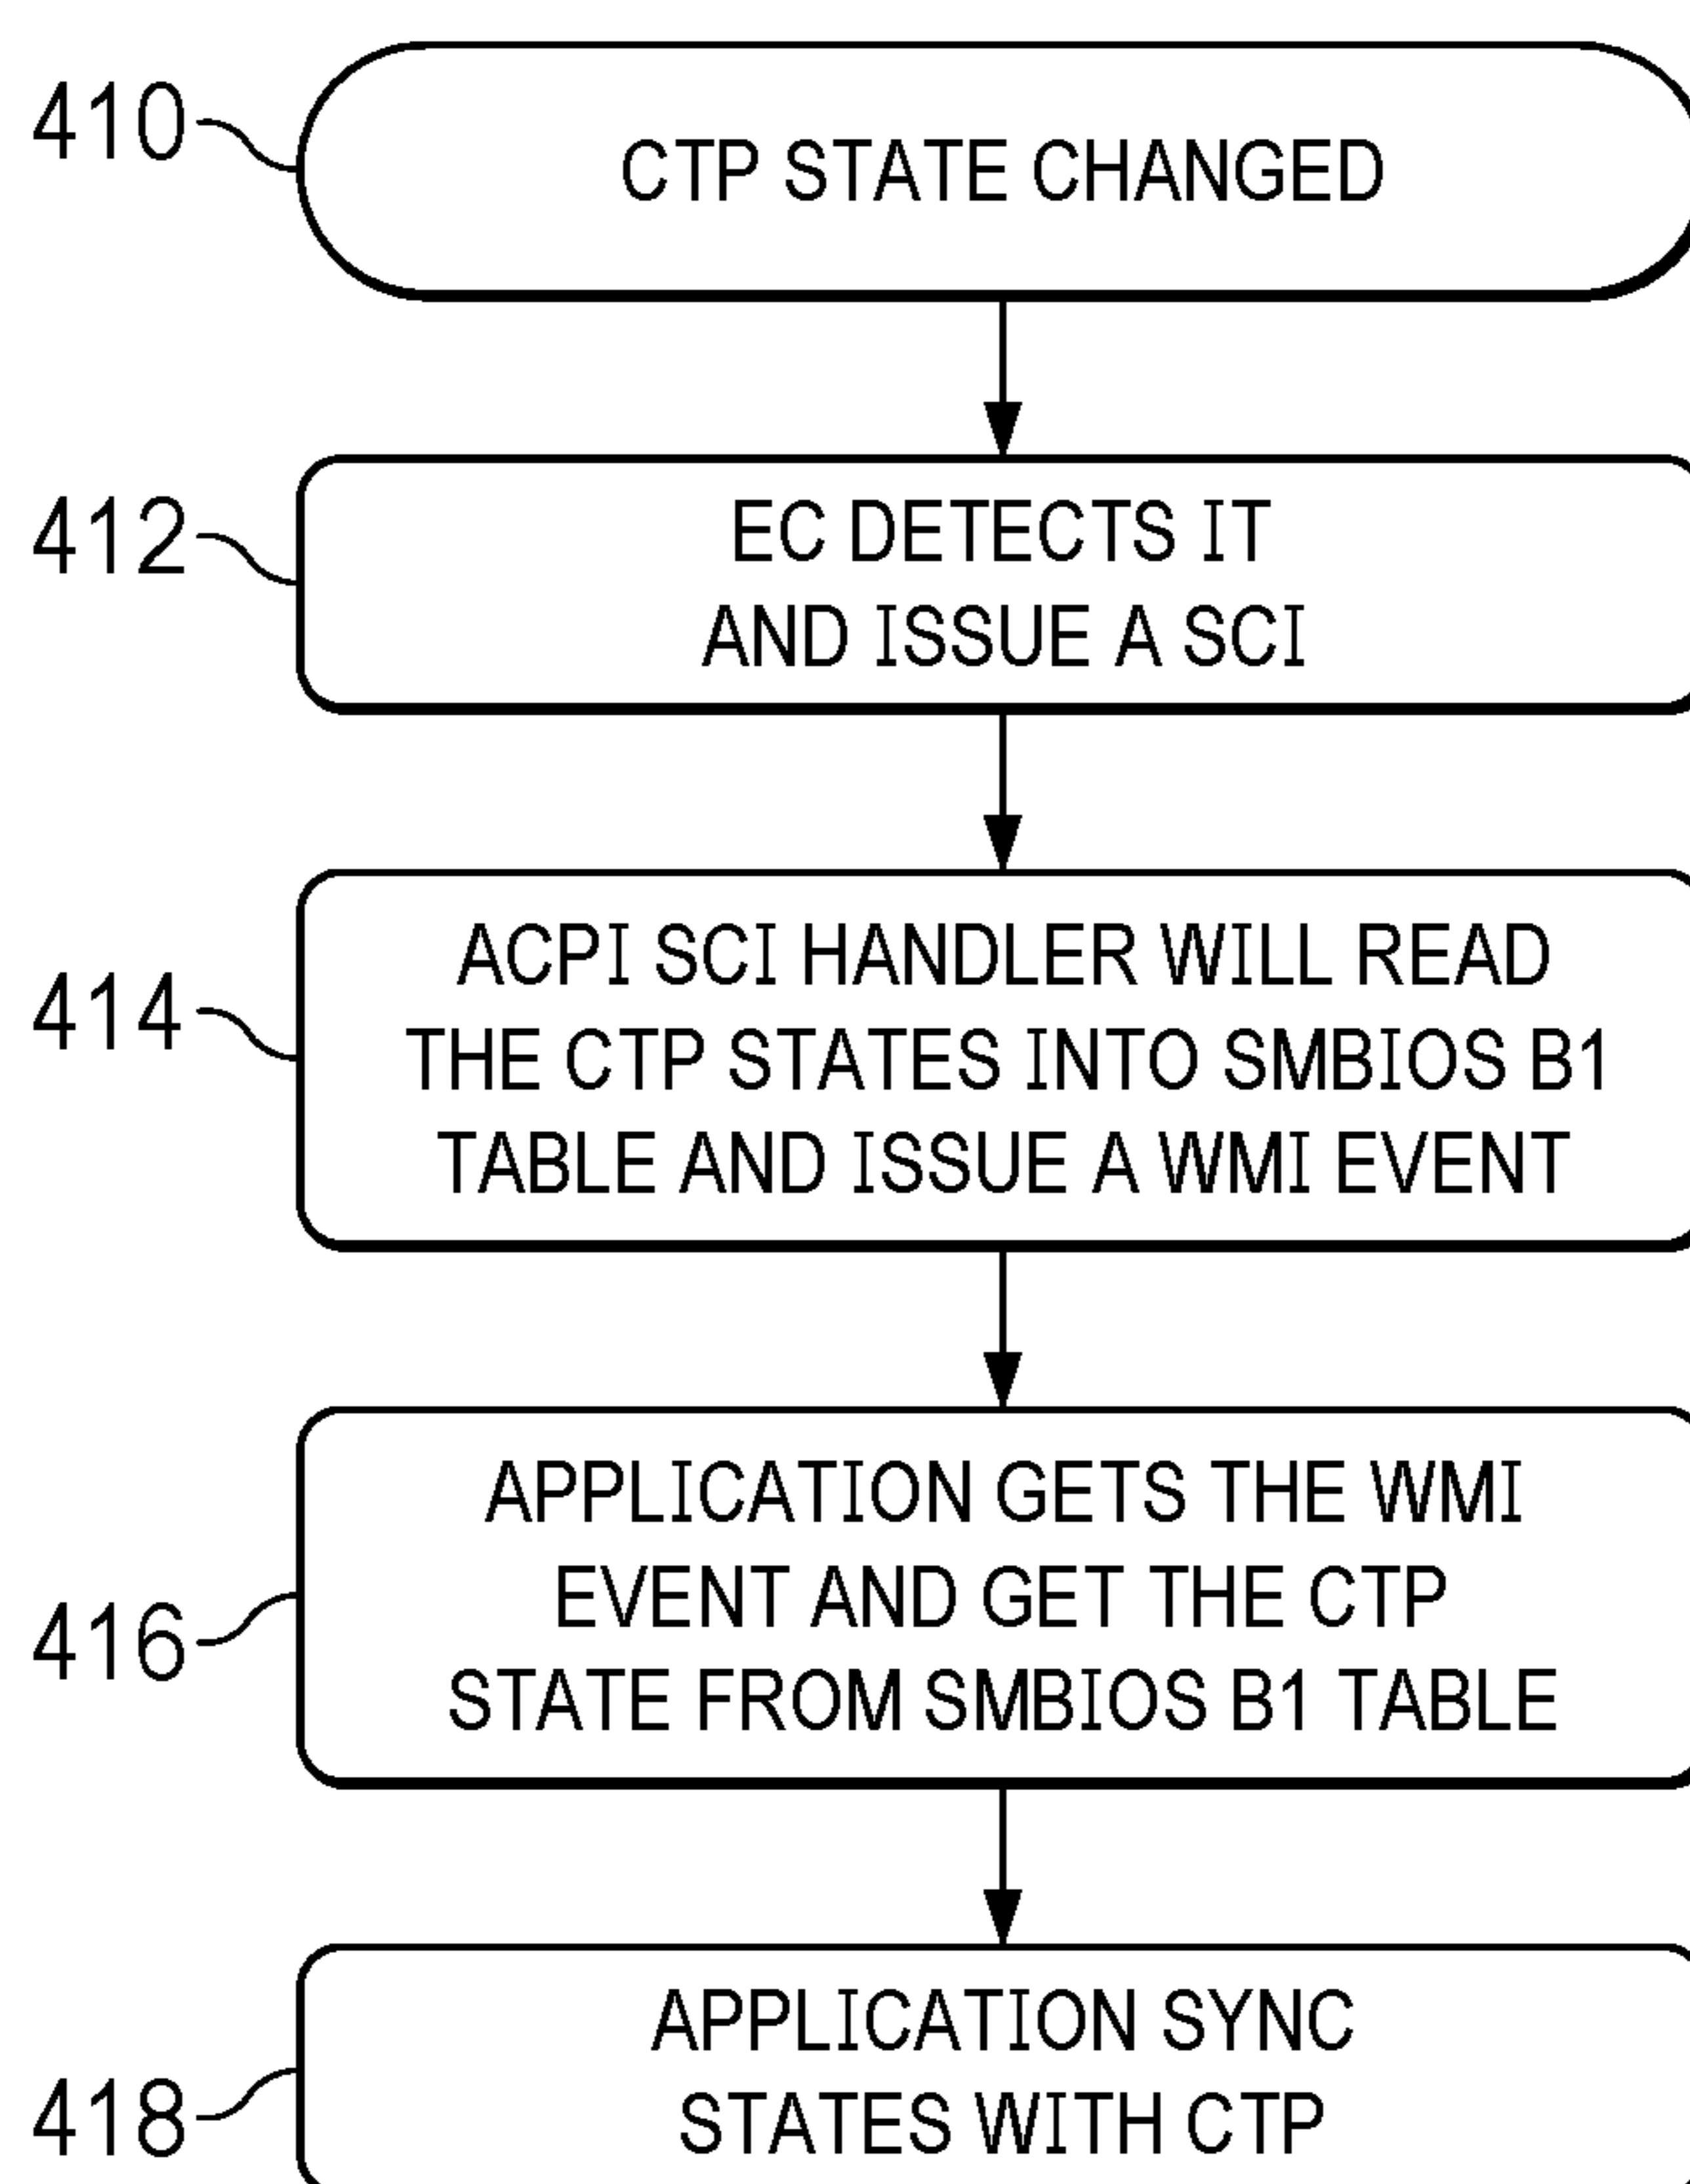 410
CTP STATE CHANGED
412
EC DETECTS IT
AND ISSUE A SCI
414
ACPI SCI HANDLER WILL READ
THE CTP STATES INTO SMBIOS B1
TABLE AND ISSUE A WMI EVENT
416
APPLICATION GETS THE WMI
EVENT AND GET THE CTP
STATE FROM SMBIOS B1 TABLE
418
APPLICATION SYNC
STATES WITH CTP